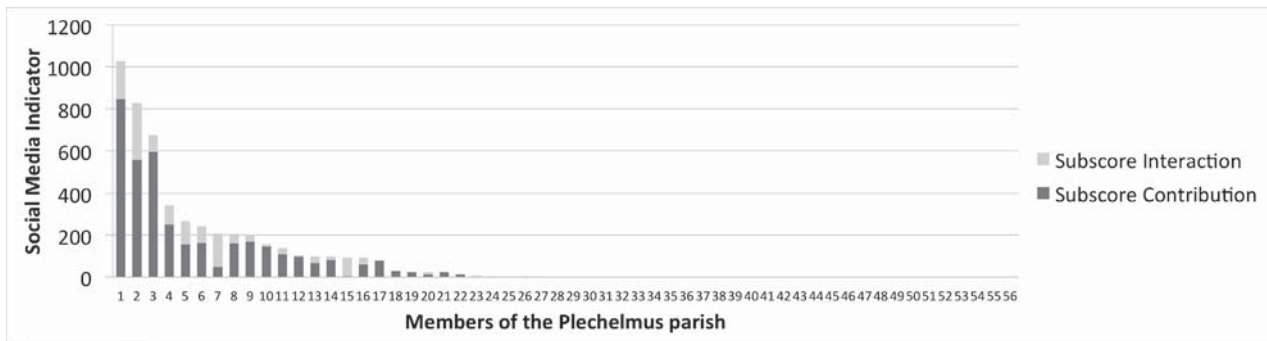 1200
1000
800
600
400
200
0
Social Media Indicator
1 2 3 4 5 6 7 8 9 10 11 12 13 14 15 16 17 18 19 20 21 22 23 24 25 26 27 28 29 30 31 32 33 34 35 36 37 38 39 40 41 42 43 44 45 46 47 48 49 50 51 52 53 54 55 56
Members of the Plechelmus parish
Subscore Interaction
Subscore Contribution